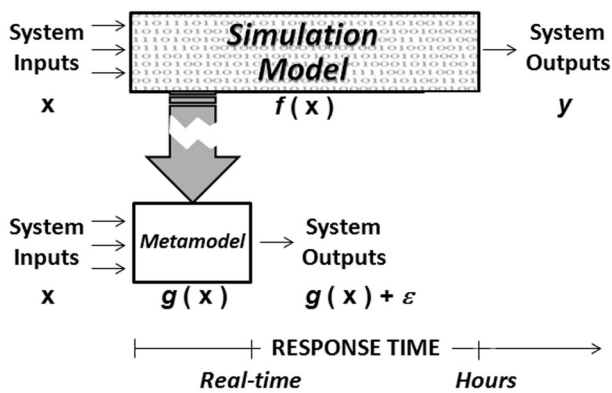 System
Inputs
x
Simulation
Model
f ( x )
System
Outputs
y
System
Inputs
x
Metamodel
g ( x )
System
Outputs
g ( x ) + ε
RESPONSE TIME
Real-time
Hours